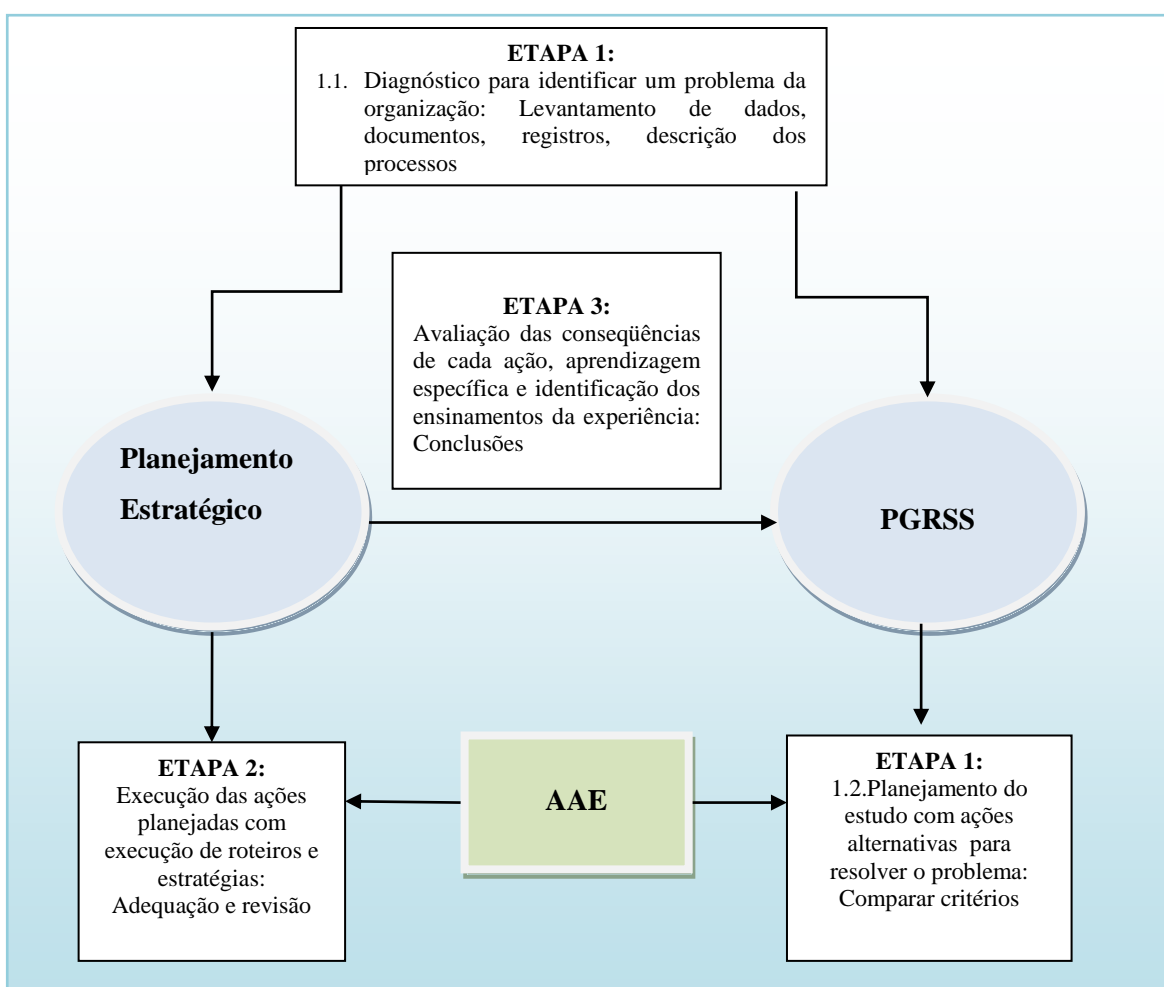 ETAPA 1:
1.1. Diagnóstico para identificar um problema da
organização: Levantamento de dados,
documentos, registros, descrição dos
processos
ETAPA 3:
Avaliação das conseqüências
de cada ação, aprendizagem
específica e identificação dos
ensinamentos da experiência:
Conclusões
Planejamento
Estratégico
PGRSS
ETAPA 2:
Execução das ações
planejadas com
execução de roteiros e
estratégias:
Adequação e revisão
AAE
ETAPA 1:
1.2.Planejamento do
estudo com ações
alternativas para
resolver o problema:
Comparar critérios